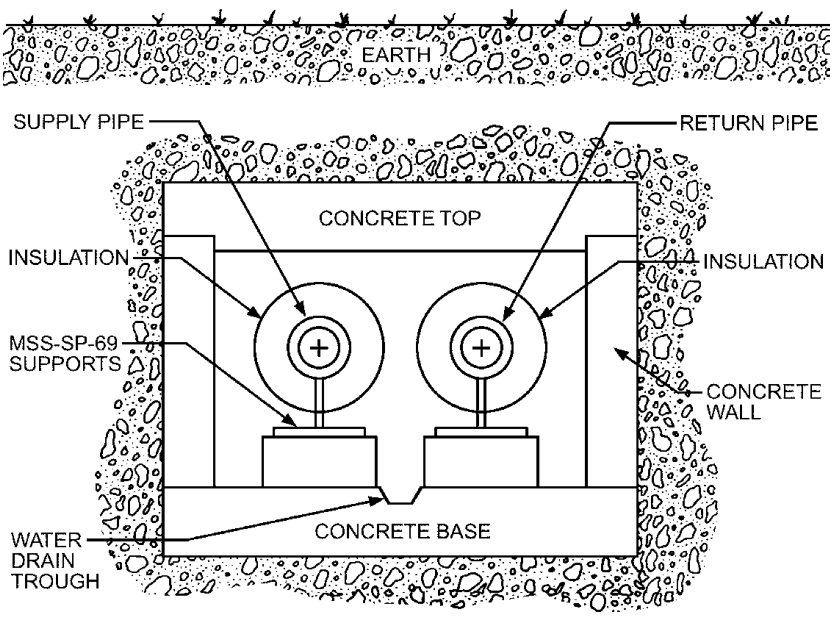 EARTH
SUPPLY PIPE
RETURN PIPE
CONCRETE TOP
INSULATION
INSULATION
MSS-SP-69
SUPPORTS
CONCRETE
WALL
CONCRETE BASE
WATER
DRAIN
TROUGH